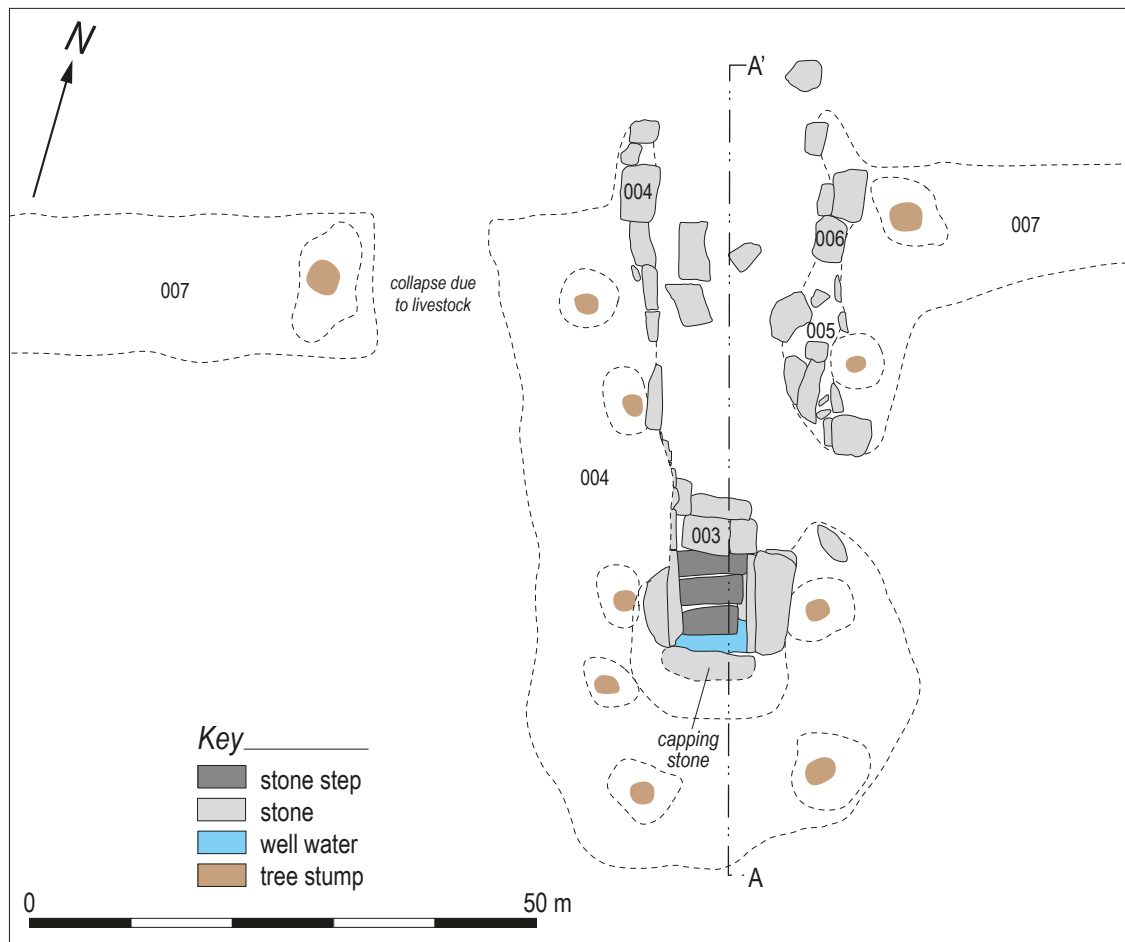 N
A'
004
006
007
007
collapse due
to livestock
005
004
003
capping
stone
A
Key
stone step
stone
well water
tree stump
0
50 m